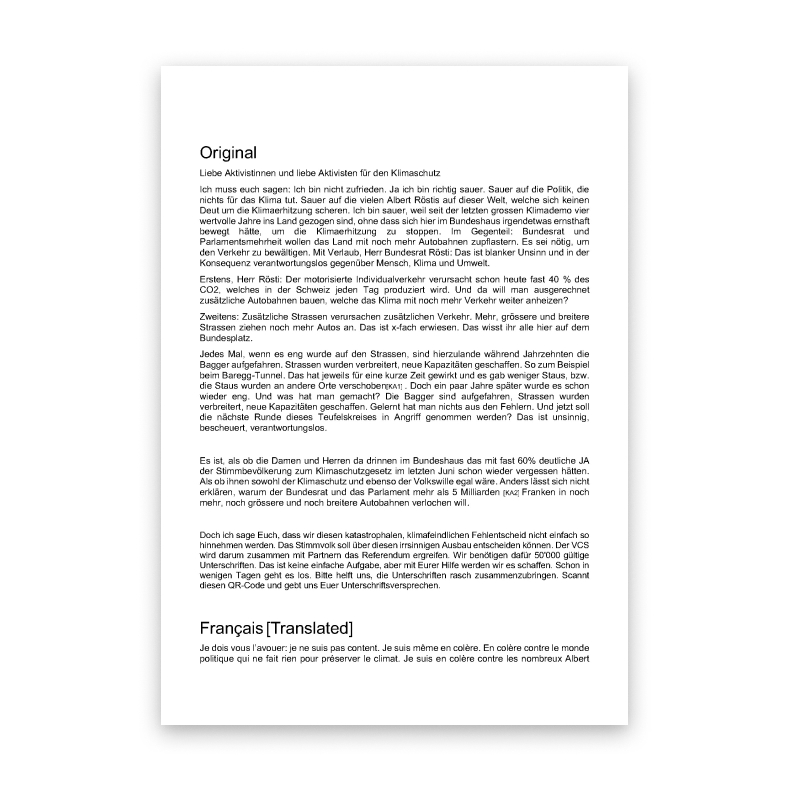 Original
Liebe Aktivistinnen und liebe Aktivisten für den Klimaschutz
Ich muss euch sagen: Ich bin nicht zufrieden. Ja ich bin richtig sauer. Sauer auf die Politik, die
nichts für das Klima tut. Sauer auf die vielen Albert Röstis auf dieser Welt, welche sich keinen
Deut um die Klimaerhitzung scheren. Ich bin sauer, weil seit der letzten grossen Klimademo vier
wertvolle Jahre ins Land gezogen sind, ohne dass sich hier im Bundeshaus irgendetwas ernsthaft
bewegt hätte, um die Klimaerhitzung zu stoppen. Im Gegenteil: Bundesrat und
Parlamentsmehrheit wollen das Land mit noch mehr Autobahnen zupflastern. Es sei nötig, um
den Verkehr zu bewältigen. Mit Verlaub, Herr Bundesrat Rösti: Das ist blanker Unsinn und in der
Konsequenz verantwortungslos gegenüber Mensch, Klima und Umwelt.
Erstens, Herr Rösti: Der motorisierte Individualverkehr verursacht schon heute fast 40 % des
CO2, welches in der Schweiz jeden Tag produziert wird. Und da will man ausgerechnet
zusätzliche Autobahnen bauen, welche das Klima mit noch mehr Verkehr weiter anheizen?
Zweitens: Zusätzliche Strassen verursachen zusätzlichen Verkehr. Mehr, grössere und breitere
Strassen ziehen noch mehr Autos an. Das ist x-fach erwiesen. Das wisst ihr alle hier auf dem
Bundesplatz.
Jedes Mal, wenn es eng wurde auf den Strassen, sind hierzulande während Jahrzehnten die
Bagger aufgefahren. Strassen wurden verbreitert, neue Kapazitäten geschaffen. So zum Beispiel
beim Baregg-Tunnel. Das hat jeweils für eine kurze Zeit gewirkt und es gab weniger Staus, bzw.
die Staus wurden an andere Orte verschoben[KA1] . Doch ein paar Jahre später wurde es schon
wieder eng. Und was hat man gemacht? Die Bagger sind aufgefahren, Strassen wurden
verbreitert, neue Kapazitäten geschaffen. Gelernt hat man nichts aus den Fehlern. Und jetzt soll
die nächste Runde dieses Teufelskreises in Angriff genommen werden? Das ist unsinnig,
bescheuert, verantwortungslos.
Es ist, als ob die Damen und Herren da drinnen im Bundeshaus das mit fast 60% deutliche JA
der Stimmbevölkerung zum Klimaschutzgesetz im letzten Juni schon wieder vergessen hätten.
Als ob ihnen sowohl der Klimaschutz und ebenso der Volkswille egal wäre. Anders lässt sich nicht
erklären, warum der Bundesrat und das Parlament mehr als 5 Milliarden [KA2] Franken in noch
mehr, noch grössere und noch breitere Autobahnen verlochen will.
Doch ich sage Euch, dass wir diesen katastrophalen, klimafeindlichen Fehlentscheid nicht einfach so
hinnehmen werden. Das Stimmvolk soll über diesen irrsinnigen Ausbau entscheiden können. Der VCS
wird darum zusammen mit Partnern das Referendum ergreifen. Wir benötigen dafür 50'000 gültige
Unterschriften. Das ist keine einfache Aufgabe, aber mit Eurer Hilfe werden wir es schaffen. Schon in
wenigen Tagen geht es los. Bitte helft uns, die Unterschriften rasch zusammenzubringen. Scannt
diesen QR-Code und gebt uns Euer Unterschriftsversprechen.
Français [Translated]
Je dois vous l'avouer: je ne suis pas content. Je suis même en colère. En colère contre le monde
politique qui ne fait rien pour préserver le climat. Je suis en colère contre les nombreux Albert